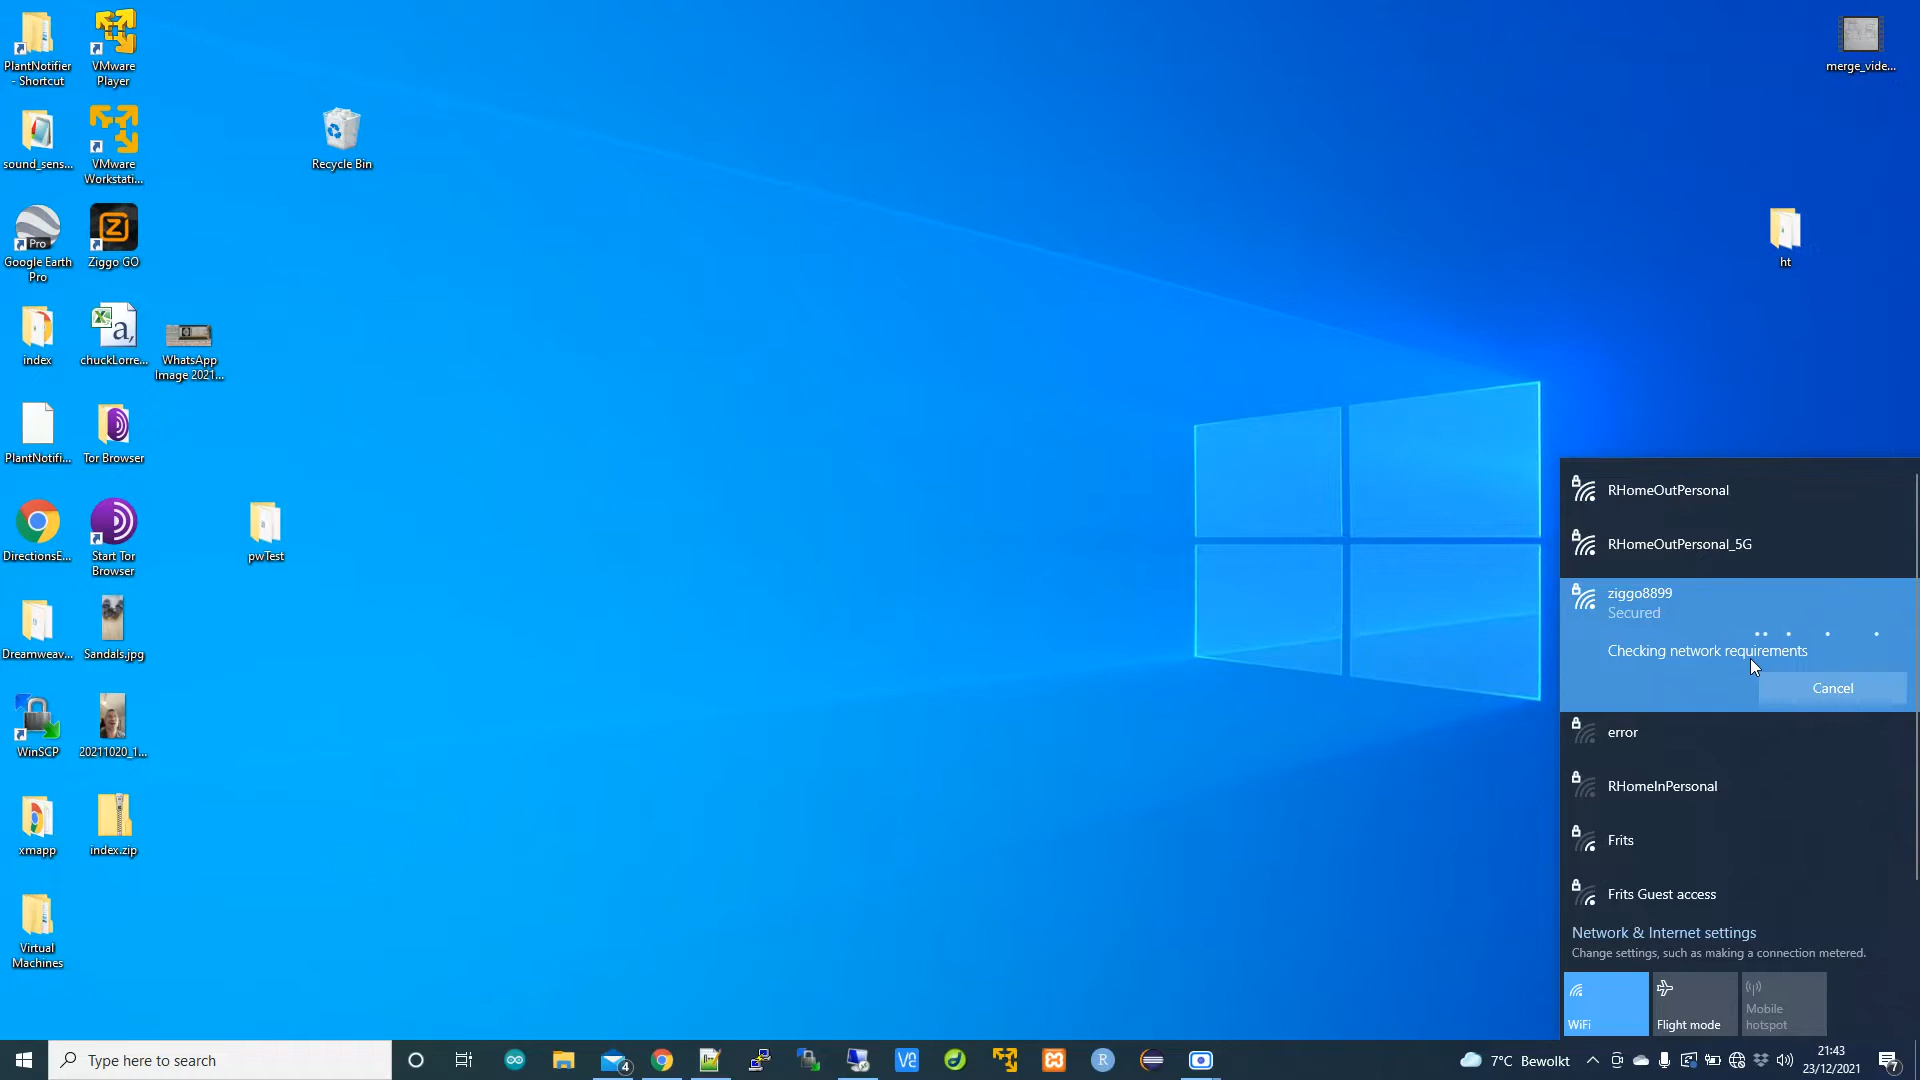 PlantNotifier
- Shortcut
VMware
Player
merge_vide...
sound_sens...
VMware
Workstati...
Recycle Bin
Pro
Google Earth
Pro
Ziggo GO
ht
index
chuckLorre...
WhatsApp
Image 2021...
PlantNotifi...
Tor Browser
DirectionsE...
Start Tor
Browser
pwTest
Dreamweav...
Sandals.jpg
WinSCP
20211020_1...
xmapp
index.zip
Virtual
Machines
RHomeOutPersonal
RHomeOutPersonal_5G
ziggo8899
Secured
Checking network requirements
Cancel
error
RHomeInPersonal
Frits
Frits Guest access
Network & Internet settings
Change settings, such as making a connection metered.
WiFi
Flight mode
Mobile
hotspot
Type here to search
4
7°C Bewolkt
21:43
23/12/2021
7